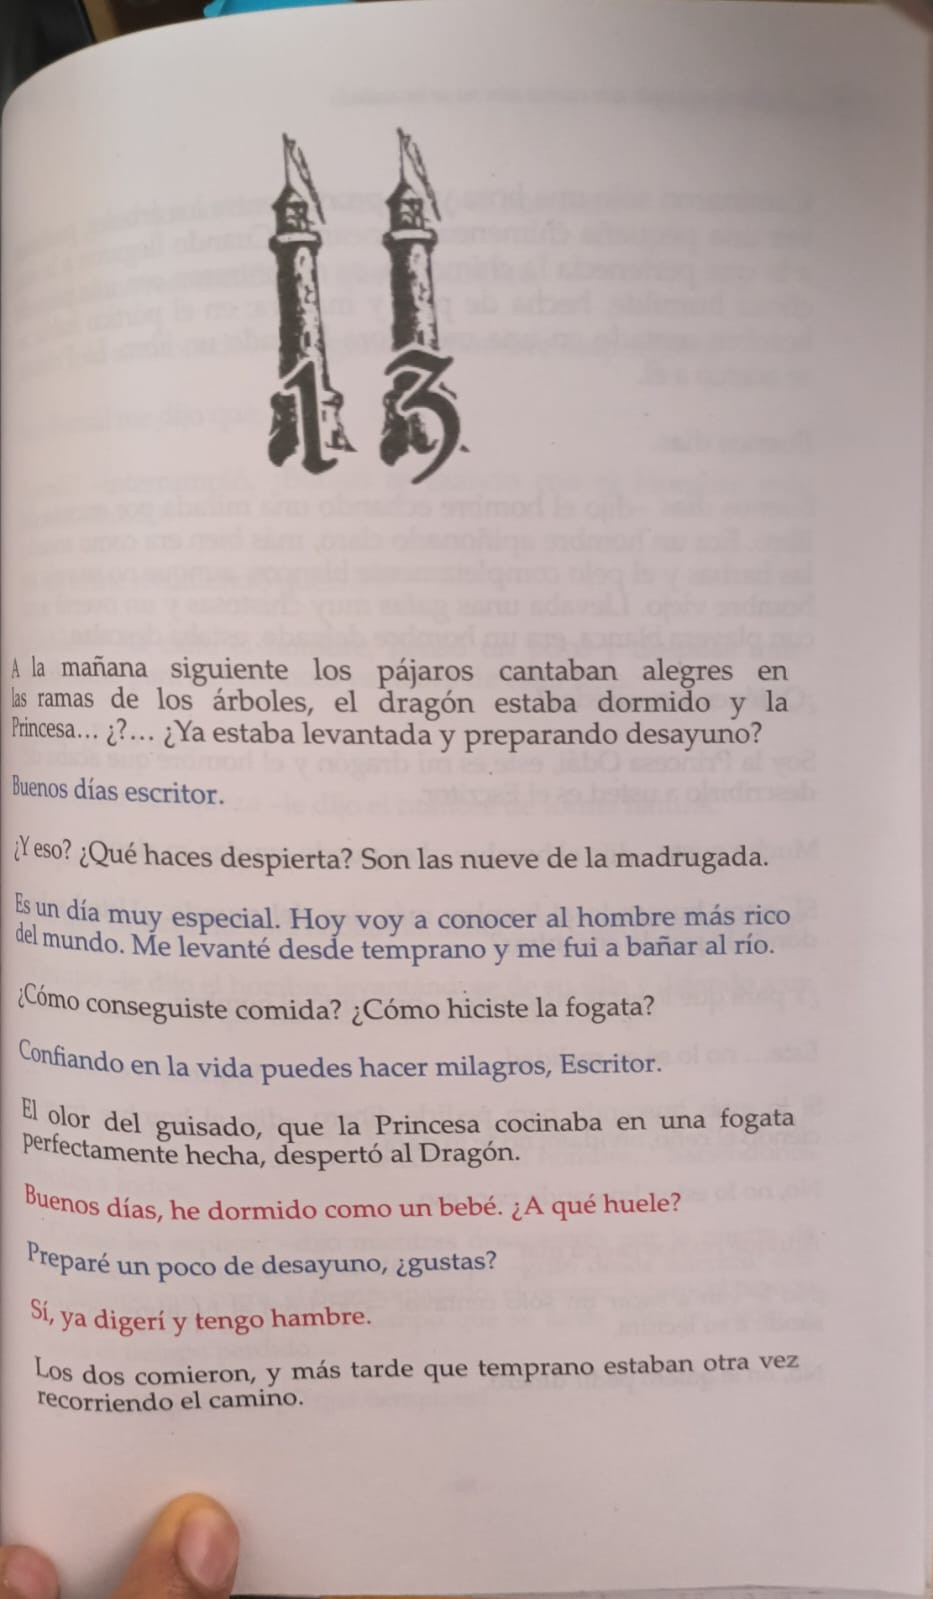 13
A la mañana siguiente los pájaros cantaban alegres en
las ramas de los árboles, el dragón estaba dormido y la
Princesa... ¿?... ¿Ya estaba levantada y preparando desayuno?
Buenos días escritor.
¿Y eso? ¿Qué haces despierta? Son las nueve de la madrugada.
Es un día muy especial. Hoy voy a conocer al hombre más rico
del mundo. Me levanté desde temprano y me fui a bañar al río.
¿Cómo conseguiste comida? ¿Cómo hiciste la fogata?
Confiando en la vida puedes hacer milagros, Escritor.
El olor del guisado, que la Princesa cocinaba en una fogata
perfectamente hecha, despertó al Dragón.
Buenos días, he dormido como un bebé. ¿A qué huele?
Preparé un poco de desayuno, ¿gustas?
Sí, ya digerí y tengo hambre.
Los dos comieron, y más tarde que temprano estaban otra vez
recorriendo el camino.